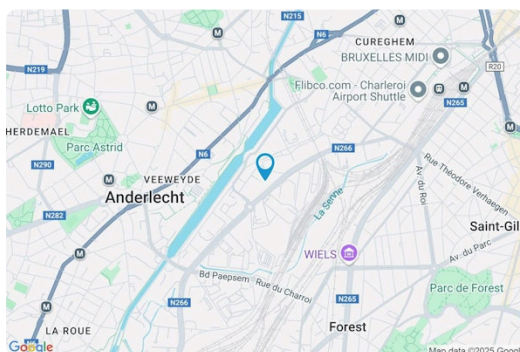 N215
N6
CUREGHEM
BRUXELLES MIDI
R20
N219
Flibco.com - Charleroi
Airport Shuttle
N265
Lotto Park
HERDEMAEL
Parc Astrid
N266
N6
Rue Théodore Verhaegen
N290
VEEWEYDE
Anderlecht
La Senne
Av. du Roi
N282
Saint-Gil
WIELS
Av. du Parc
Bd Paepsem - Rue du Charroi
Parc de Forest
N266
N265
LA ROUE
Forest
Google
Map data ©2025 Google
M
M
M
M
M
M
M
M
M